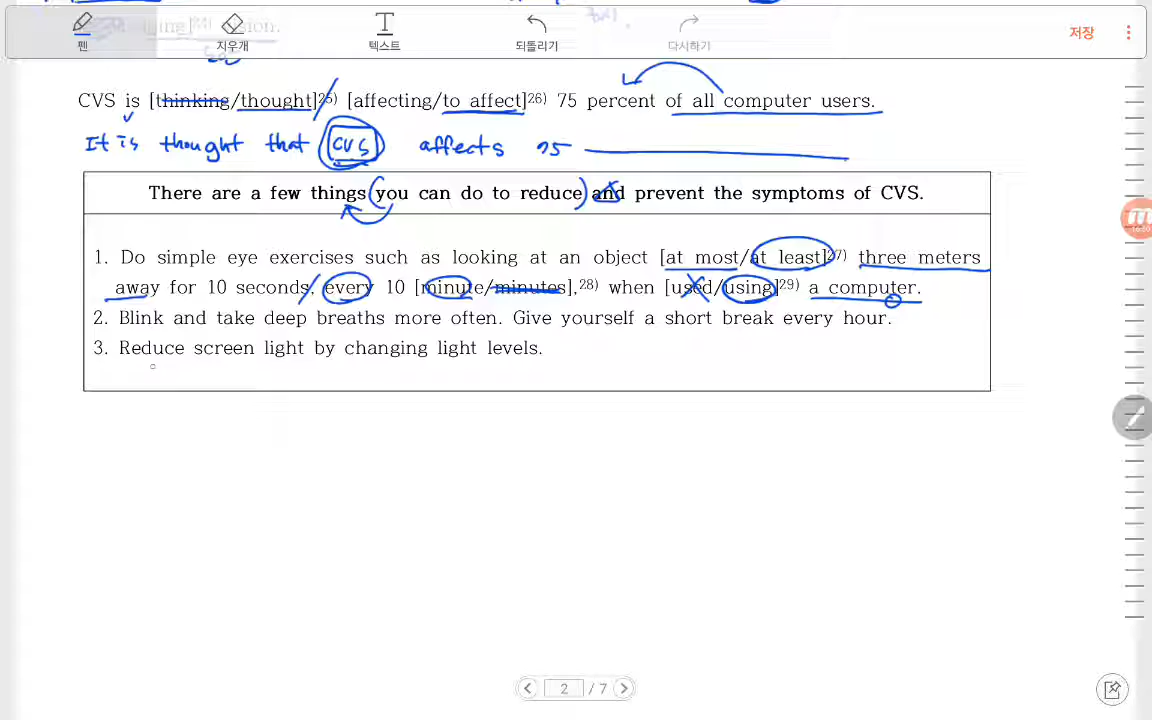 펜
지우개
텍스트
되돌리기
다시하기
저장
CVS is [thinking/thought]25) [affecting/to affect]26) 75 percent of all computer users.
It is thought that CVS affects 75
There are a few things you can do to reduce and prevent the symptoms of CVS.
1. Do simple eye exercises such as looking at an object [at most/at least]27) three meters
away for 10 seconds, every 10 [minute/minutes],28) when [used/using]29) a computer.
2. Blink and take deep breaths more often. Give yourself a short break every hour.
3. Reduce screen light by changing light levels.
2 / 7